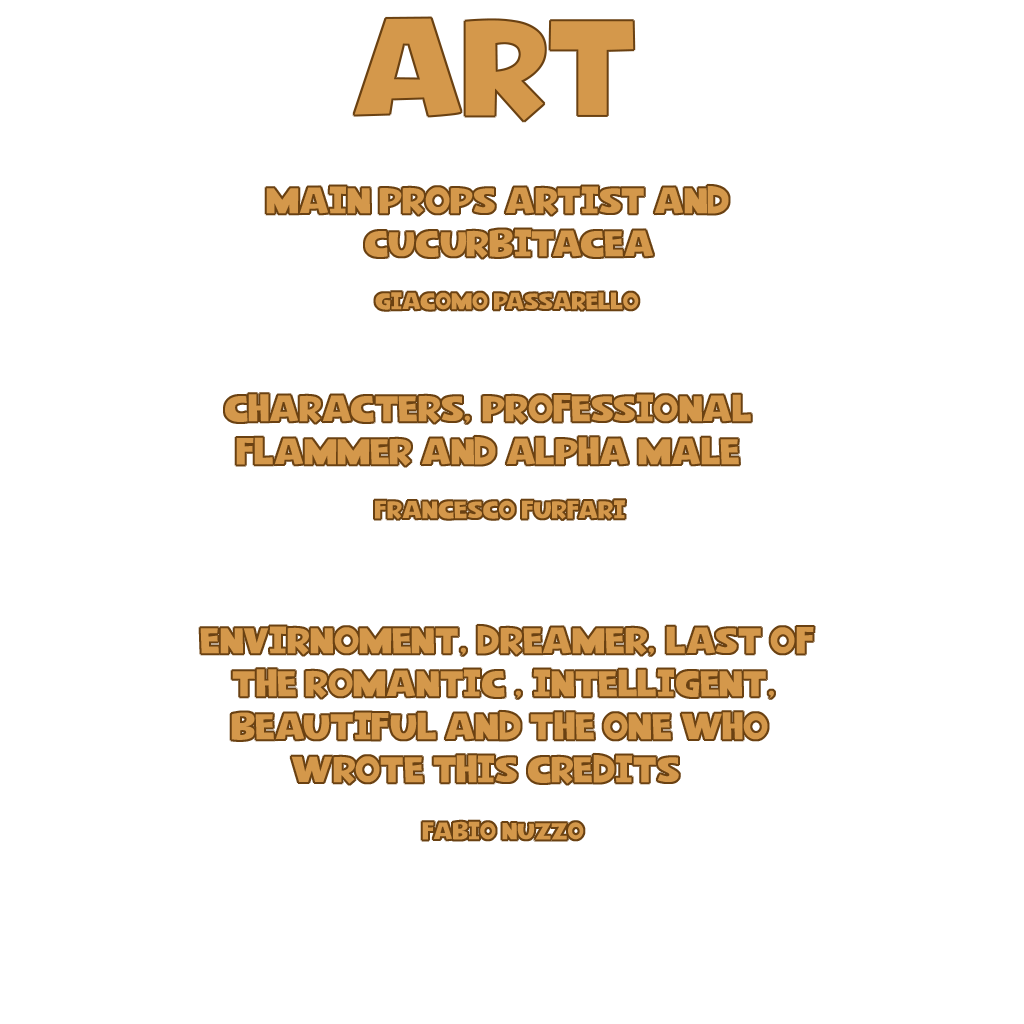 ART
MAIN PROPS ARTIST AND
CUCURBITACEA
GIACOMO PASSARELLO
CHARACTERS, PROFESSIONAL
FLAMMER AND ALPHA MALE
FRANCESCO FURFARI
ENVIRNOMENT, DREAMER, LAST OF
THE ROMANTIC , INTELLIGENT,
BEAUTIFUL AND THE ONE WHO
WROTE THIS CREDITS
FABIO NUZZO